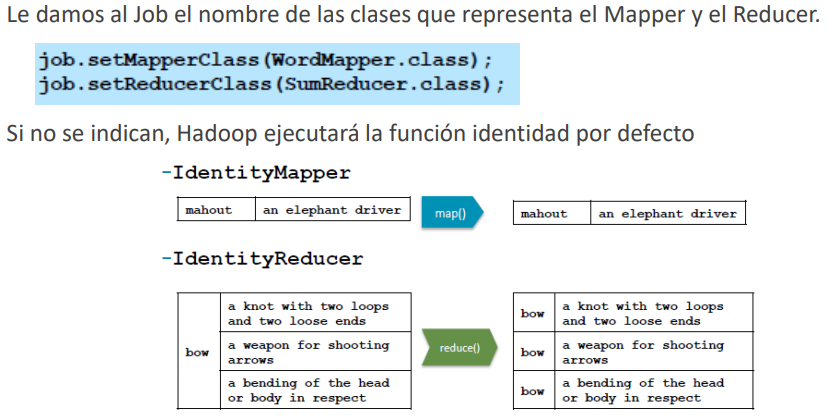 Le damos al Job el nombre de las clases que representa el Mapper y el Reducer.
job.setMapperClass(WordMapper.class);
job.setReducerClass(SumReducer.class);
Si no se indican, Hadoop ejecutará la función identidad por defecto
-IdentityMapper
mahout an elephant driver map() mahout an elephant driver
-IdentityReducer
bow
a knot with two loops
and two loose ends
a weapon for shooting
arrows
a bending of the head
or body in respect
reduce()
bow
a knot with two loops
and two loose ends
bow
a weapon for shooting
arrows
bow
a bending of the head
or body in respect